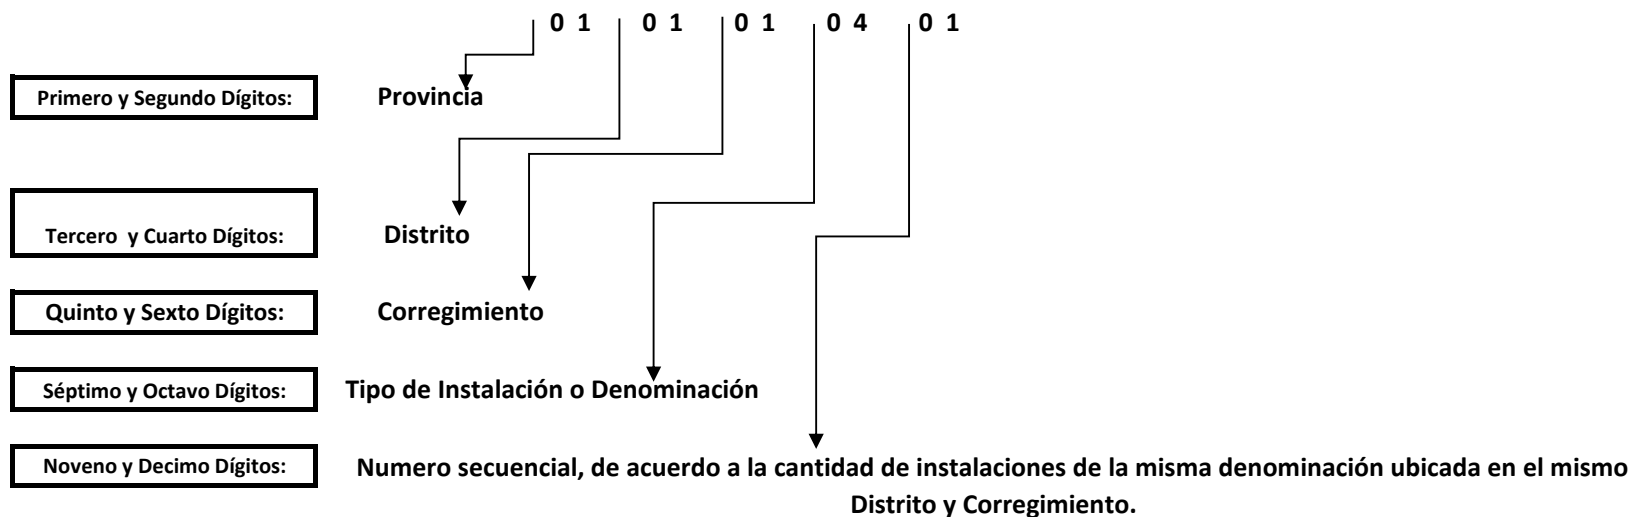 0 1 0 1 0 1 0 4 0 1
Primero y Segundo Dígitos: Provincia
Tercero y Cuarto Dígitos: Distrito
Quinto y Sexto Dígitos: Corregimiento
Séptimo y Octavo Dígitos: Tipo de Instalación o Denominación
Noveno y Decimo Dígitos: Numero secuencial, de acuerdo a la cantidad de instalaciones de la misma denominación ubicada en el mismo
Distrito y Corregimiento.